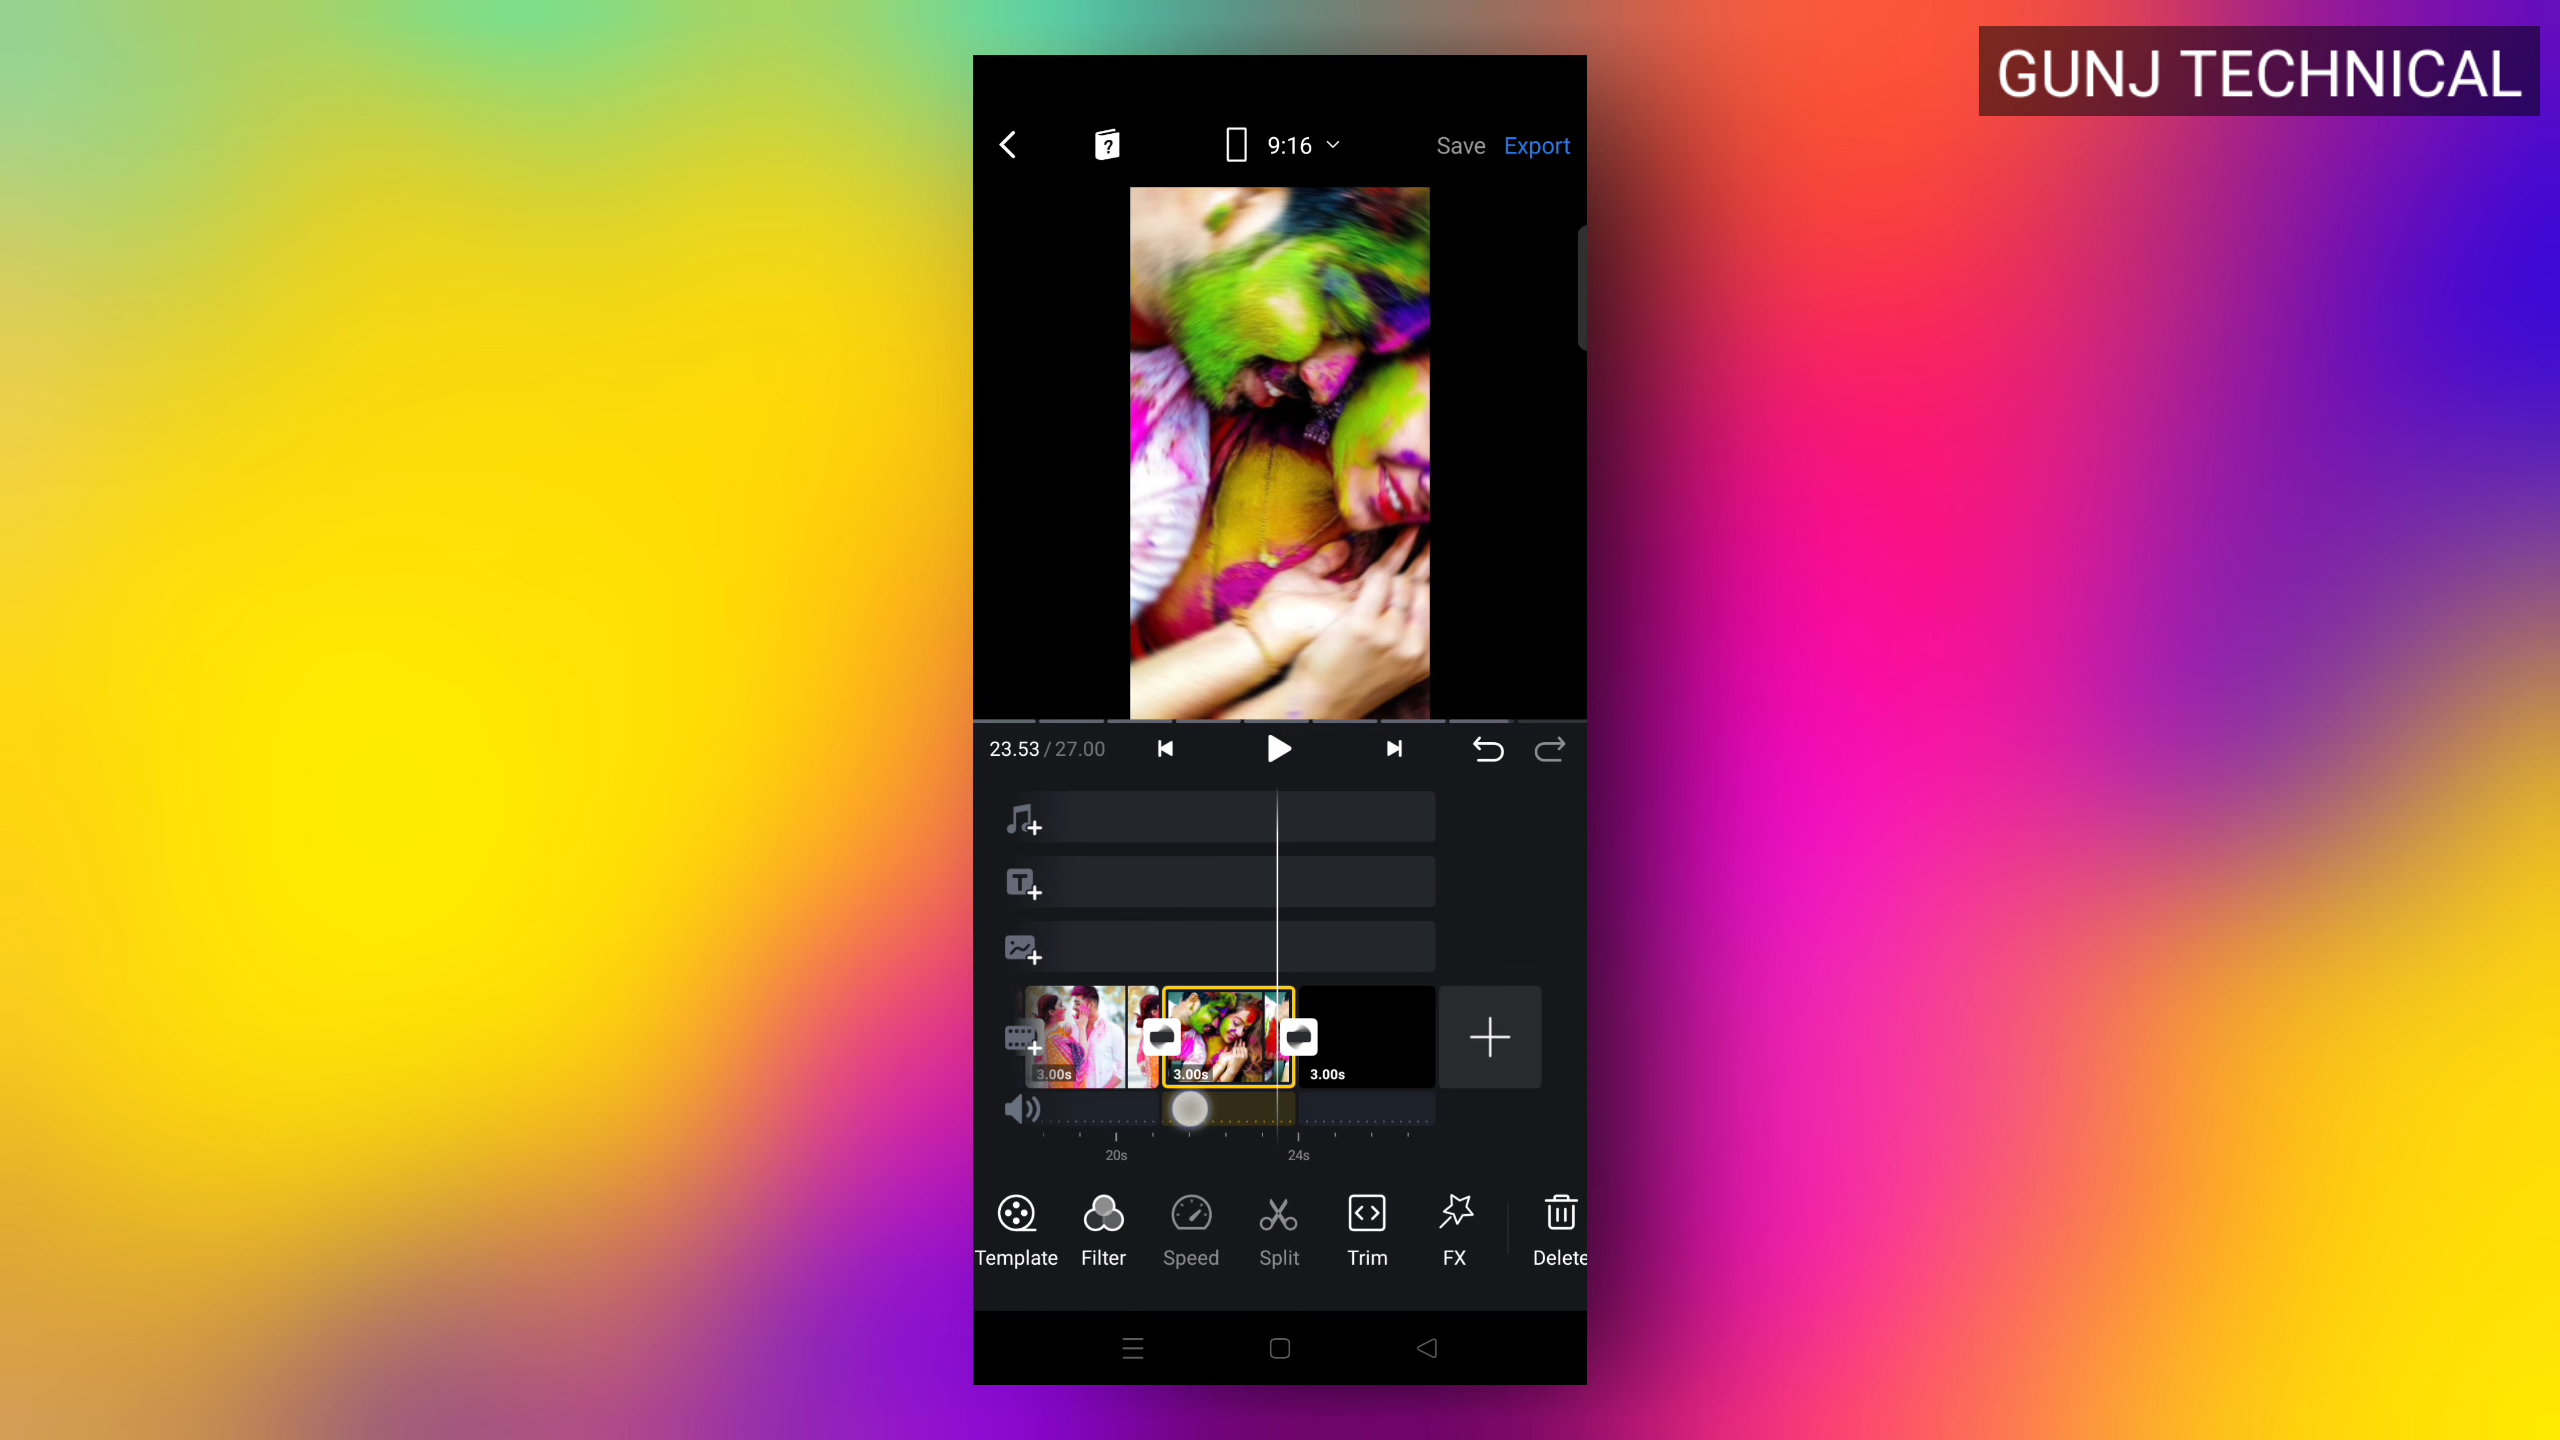 GUNJ TECHNICAL
9:16
Save
Export
23.53 / 27.00
3.00s
3.00s
3.00s
20s
24s
Template
Filter
Speed
Split
Trim
FX
Delete